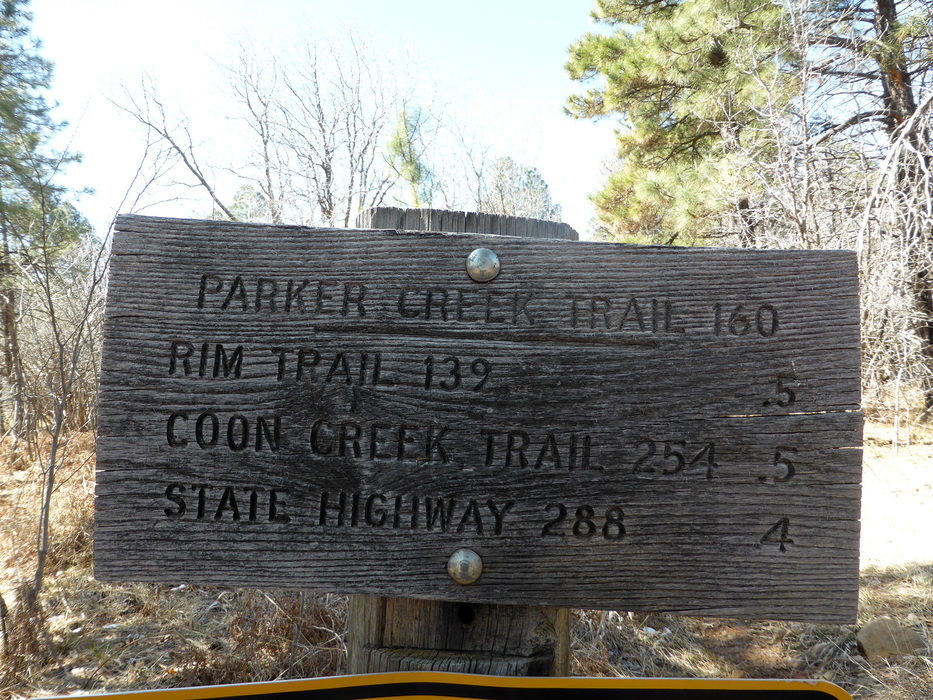 PARKER CREEK TRAIL 160
RIM TRAIL 139 .5
COON CREEK TRAIL 254 .5
STATE HIGHWAY 288 .4